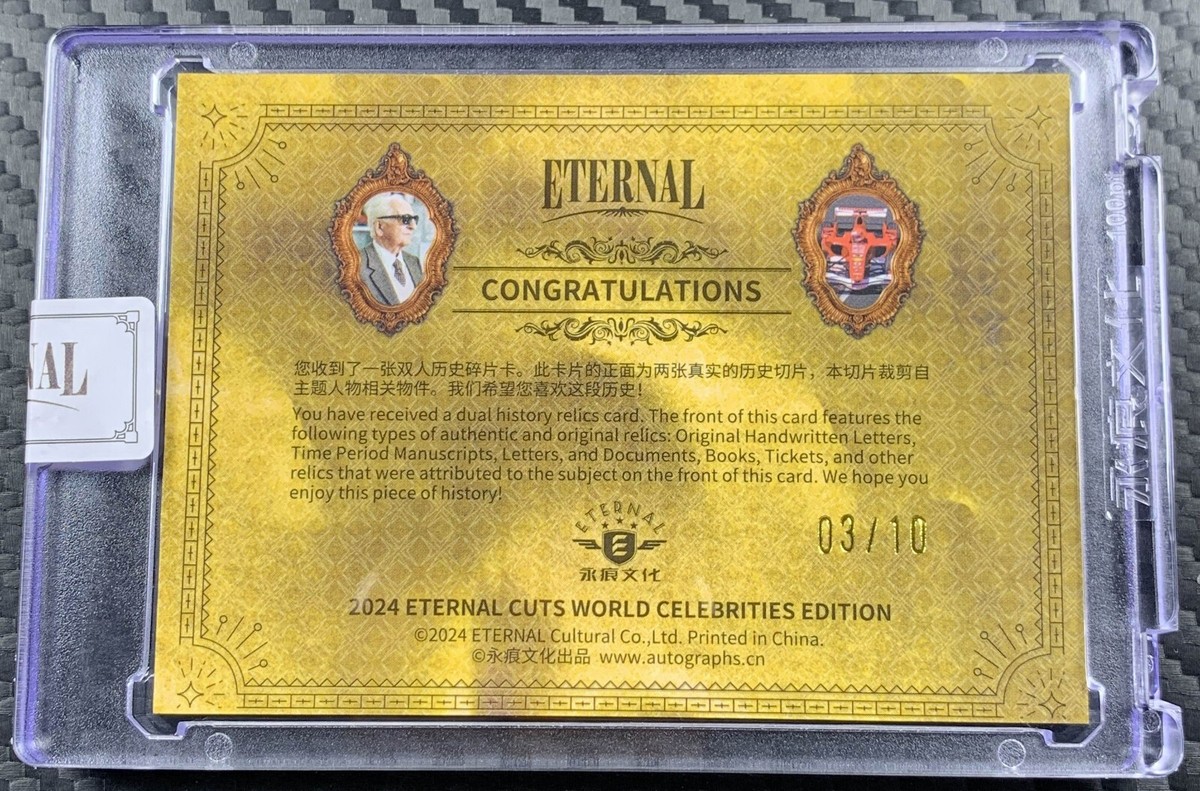 ETERNAL
CONGRATULATIONS
您收到了一张双人历史碎片卡。此卡片的正面为两张真实的历史切片，本切片裁剪自
主题人物相关物件。我们希望您喜欢这段历史！
You have received a dual history relics card. The front of this card features the
following types of authentic and original relics: Original Handwritten Letters,
Time Period Manuscripts, Letters, and Documents, Books, Tickets, and other
relics that were attributed to the subject on the front of this card. We hope you
enjoy this piece of history!
ETERNAL
永痕文化
03/10
2024 ETERNAL CUTS WORLD CELEBRITIES EDITION
©2024 ETERNAL Cultural Co.,Ltd. Printed in China.
©永痕文化出品 www.autographs.cn
NAL
永痕文化